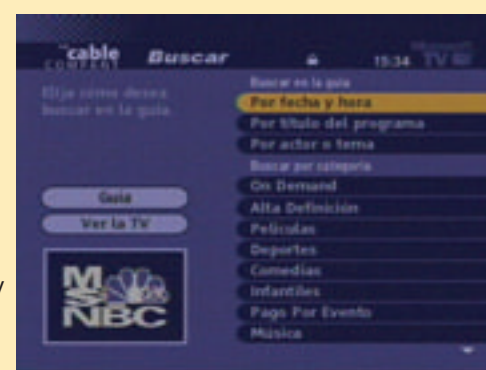 the cable COMPANY
Buscar
15:34
Microsoft TV
Elija cómo desea
buscar en la guía.
Guía
Ver la TV
MSNBC
Buscar en la guía
Por fecha y hora
Por título del programa
Por actor o tema
Buscar por categoría
On Demand
Alta Definición
Películas
Deportes
Comedias
Infantiles
Pago Por Evento
Música
y